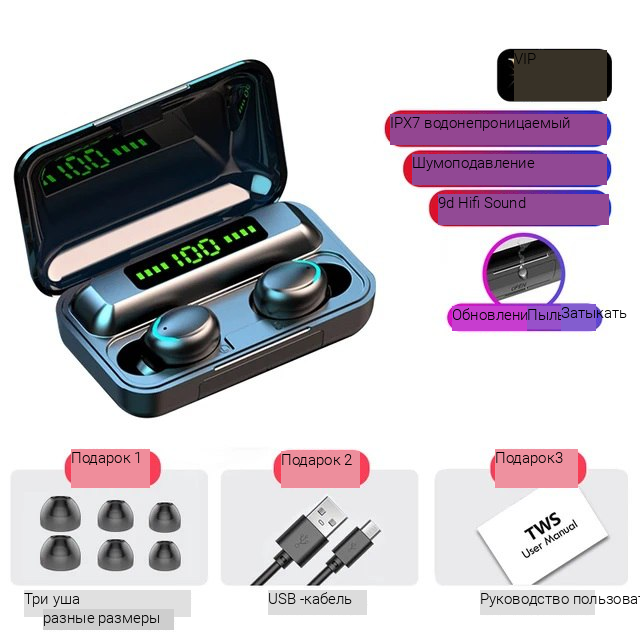 VIP
IPX7 водонепроницаемый
Шумоподавление
9d Hifi Sound
100
100
OPEN
Обновлени Пыль Затыкать
Подарок 1
Подарок 2
Подарок3
TWS
User Manual
Три уша
разные размеры
USB -кабель
Руководство пользова